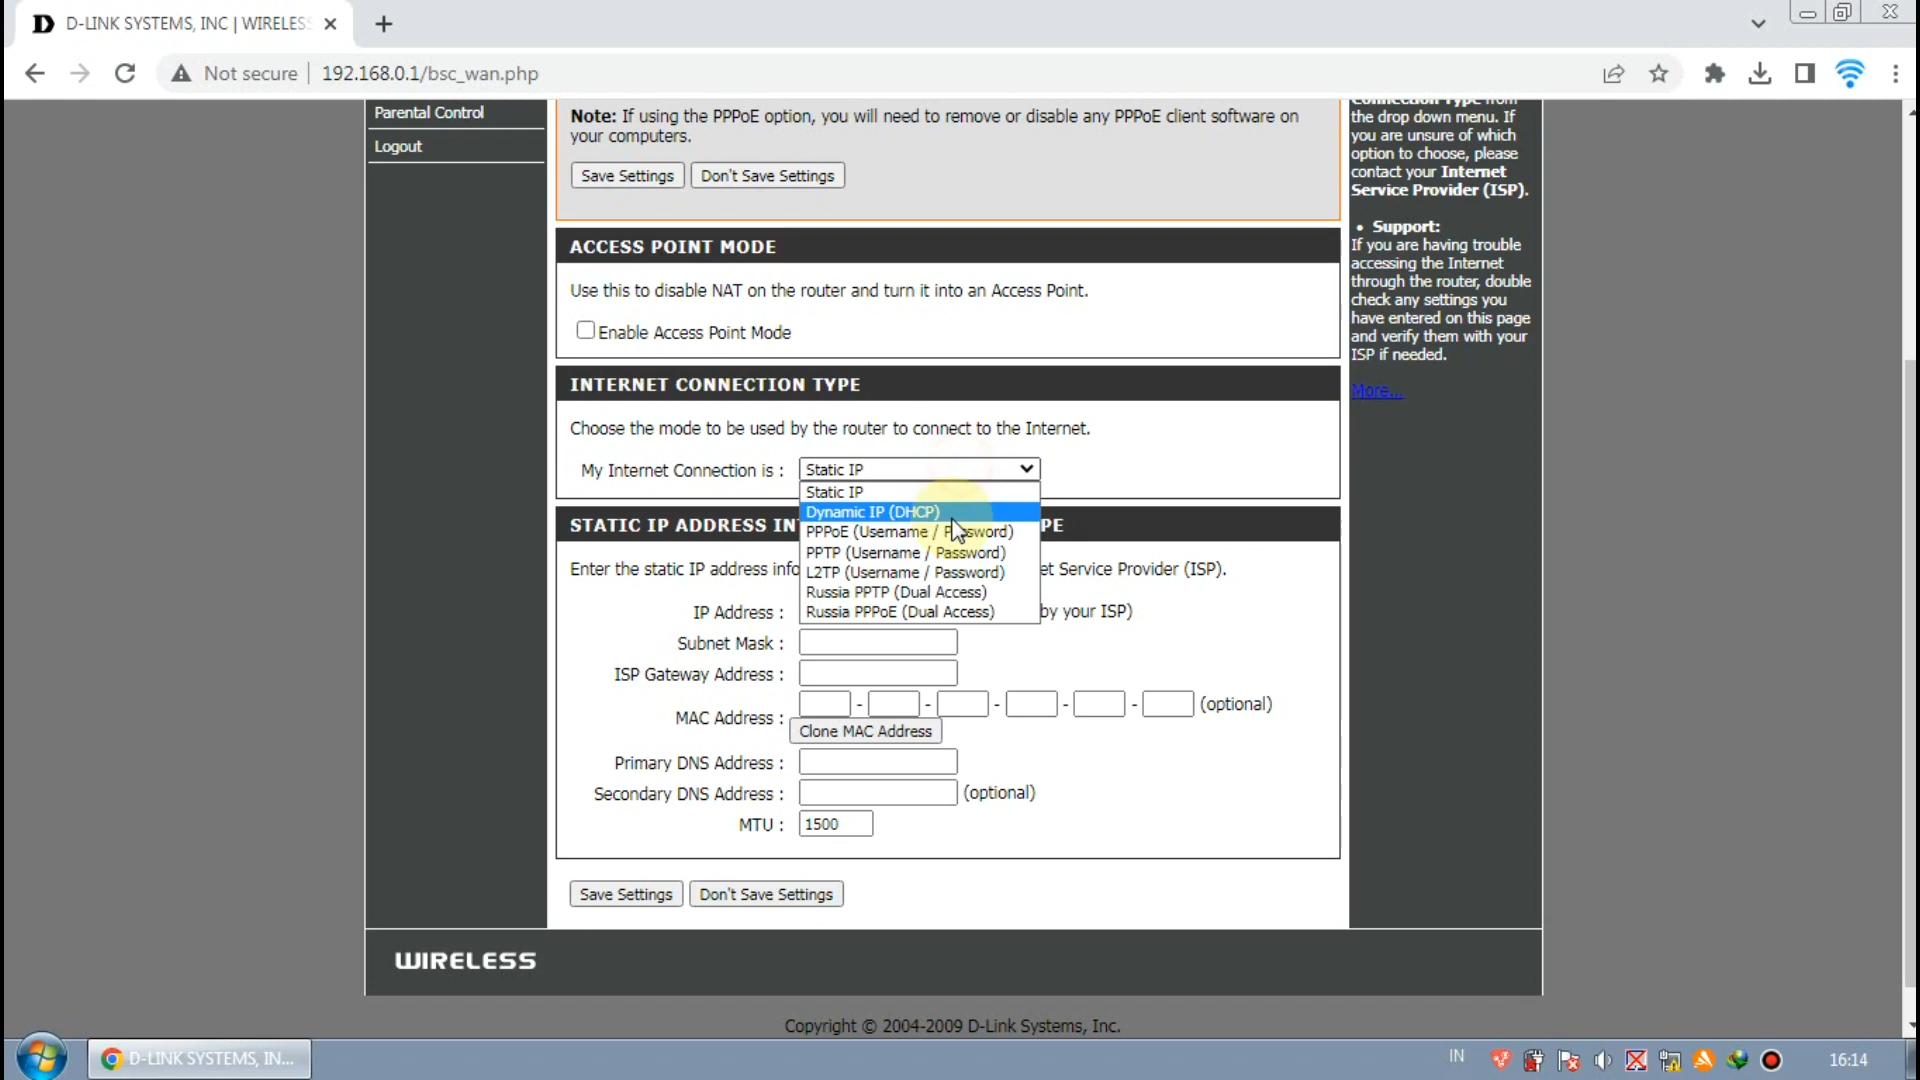 D-LINK SYSTEMS, INC | WIRELESS
Not secure
192.168.0.1/bsc_wan.php
Parental Control
Logout
Note: If using the PPPoE option, you will need to remove or disable any PPPoE client software on
your computers.
Save Settings
Don't Save Settings
ACCESS POINT MODE
Use this to disable NAT on the router and turn it into an Access Point.
Enable Access Point Mode
INTERNET CONNECTION TYPE
Choose the mode to be used by the router to connect to the Internet.
My Internet Connection is :
Static IP
Static IP
Dynamic IP (DHCP)
PPPoE (Username / Password)
PPTP (Username / Password)
L2TP (Username / Password)
Russia PPTP (Dual Access)
Russia PPPoE (Dual Access)
STATIC IP ADDRESS IN
PE
Enter the static IP address info
et Service Provider (ISP).
IP Address :
by your ISP)
Subnet Mask :
ISP Gateway Address :
MAC Address :
- - - - - (optional)
Clone MAC Address
Primary DNS Address :
Secondary DNS Address :
(optional)
MTU :
1500
Save Settings
Don't Save Settings
Connection Type from
the drop down menu. If
you are unsure of which
option to choose, please
contact your Internet
Service Provider (ISP).
• Support:
If you are having trouble
accessing the Internet
through the router, double
check any settings you
have entered on this page
and verify them with your
ISP if needed.
More...
WIRELESS
Copyright © 2004-2009 D-Link Systems, Inc.
D-LINK SYSTEMS, IN...
IN
16:14